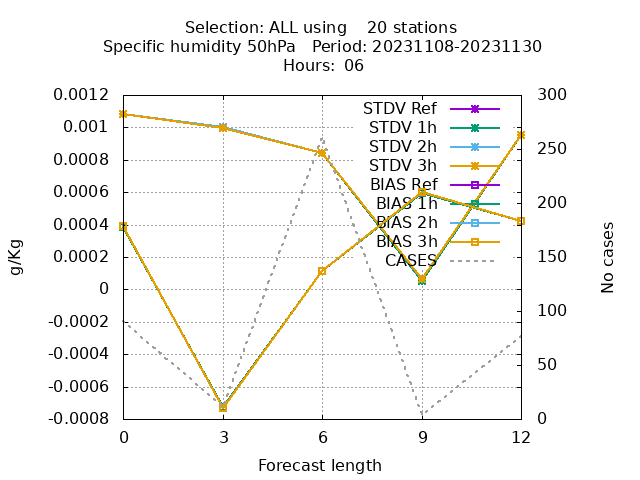 Selection: ALL using    20 stations
Specific humidity 50hPa   Period: 20231108-20231130
Hours:  06
0.0012
0.001
0.0008
0.0006
0.0004
0.0002
0
-0.0002
-0.0004
-0.0006
-0.0008
g/Kg
STDV Ref
STDV 1h
STDV 2h
STDV 3h
BIAS Ref
BIAS 1h
BIAS 2h
BIAS 3h
CASES
300
250
200
150
100
50
0
No cases
0 3 6 9 12
Forecast length